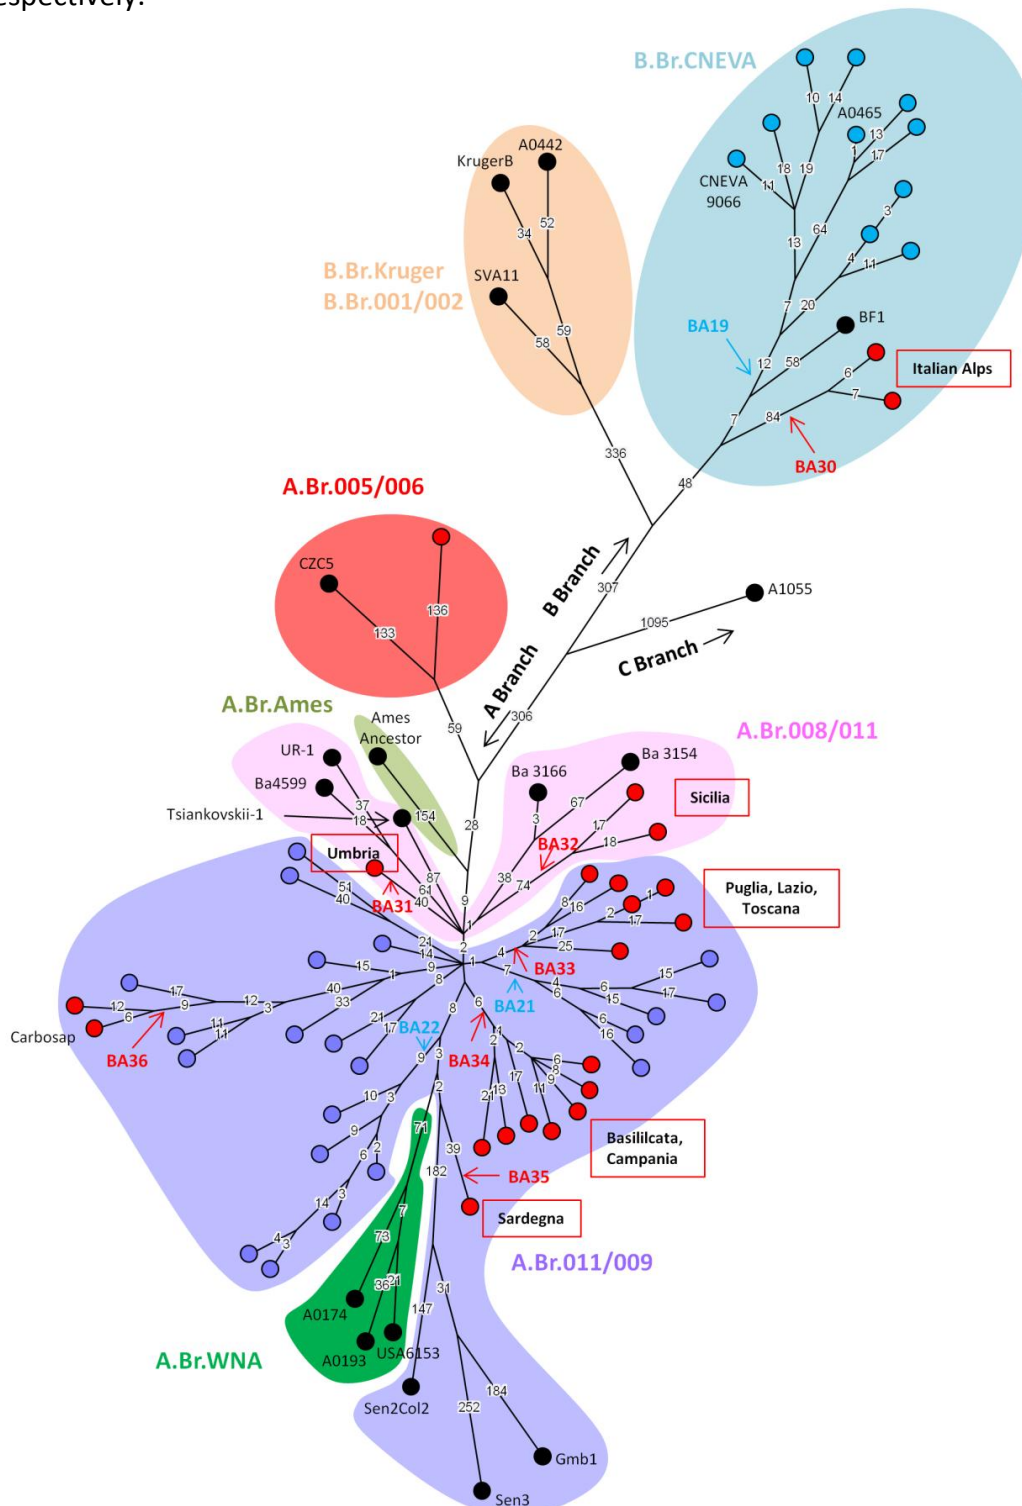 espectively.
B.Br.CNEVA
10
14
A0465
13
1
17
18
19
11
CNEVA
9066
3
64
13
4
11
7
20
BF1
BA19
12
58
6
Italian Alps
7
84
7
BA30
48
A0442
KrugerB
52
34
B.Br.Kruger
B.Br.001/002
SVA11
59
58
336
A.Br.005/006
CZC5
136
133
59
B Branch
307
A1055
1095
C Branch
A Branch
306
A.Br.Ames
Ames
Ancestor
UR-1
Ba4599
37
18
154
Tsiankovskii-1
28
Umbria
87
61
40
BA31
9
1
2
A.Br.008/011
Ba 3154
Ba 3166
67
3
Sicilia
17
BA32
18
38
74
Puglia, Lazio,
Toscana
8
16
1
2
17
2
17
25
4
BA33
7
1
BA21
4
6
15
17
6
15
6
16
51
40
21
14
9
15
1
8
40
33
12
3
17
9
12
6
11
11
Carbosap
BA36
21
17
BA22
8
6
BA34
9
3
2
10
3
9
2
6
3
14
4
3
4
2
2
17
13
21
6
8
9
11
Basililcata,
Campania
39
BA35
182
Sardegna
A.Br.011/009
71
7
73
36
21
A0174
A0193
USA6153
A.Br.WNA
147
31
Sen2Col2
184
252
Gmb1
Sen3